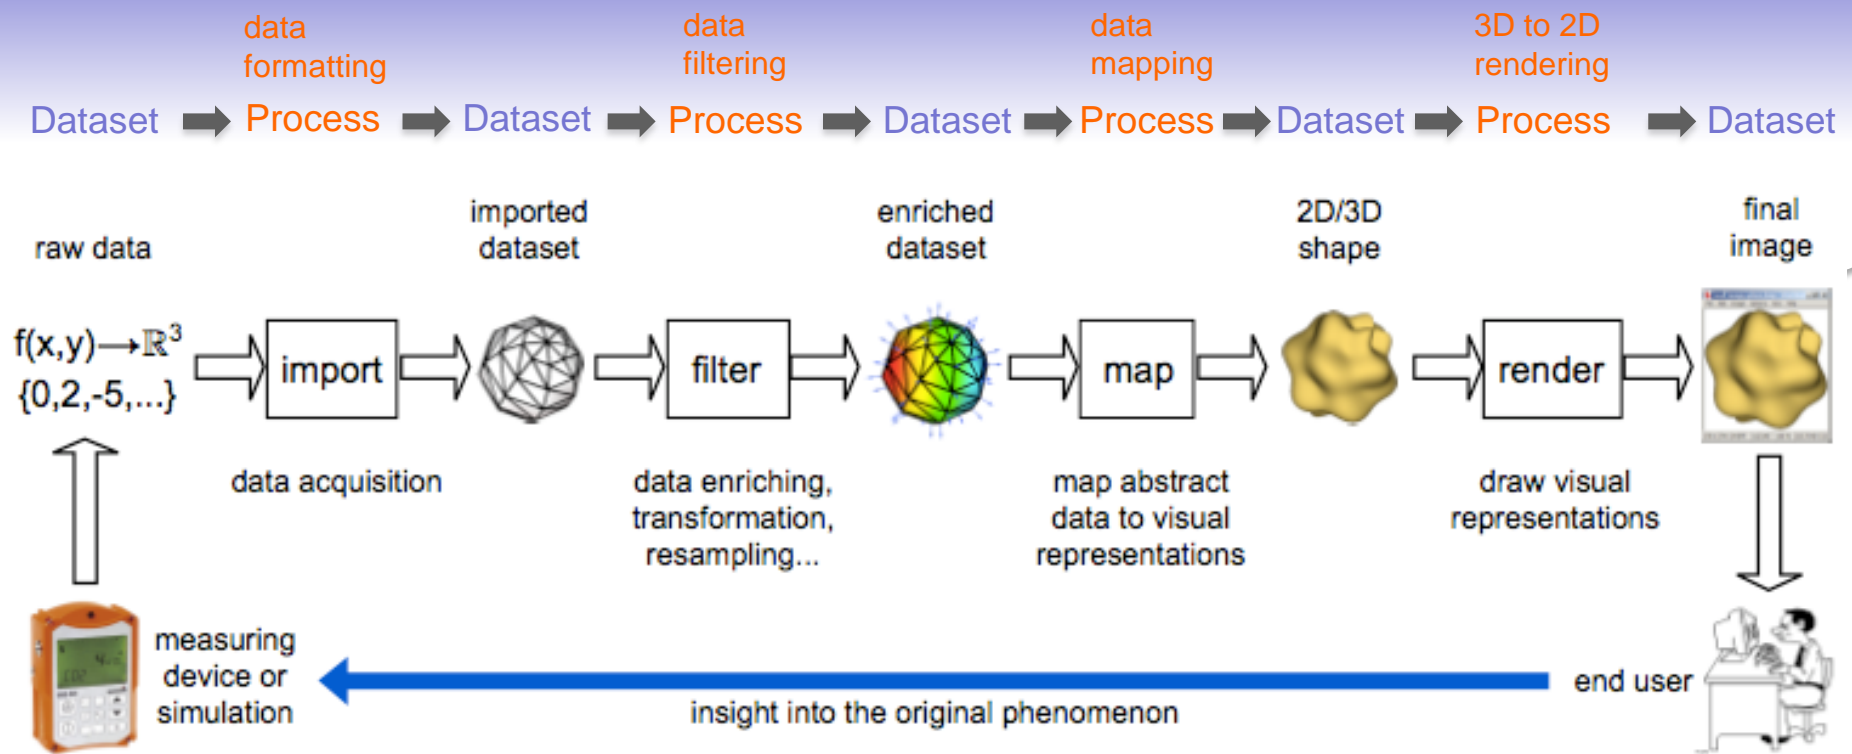 data
formatting
data
filtering
data
mapping
3D to 2D
rendering
Dataset Process Dataset Process Dataset Process Dataset Process Dataset
raw data
imported
dataset
enriched
dataset
2D/3D
shape
final
image
f(x,y)→ℝ³
{0,2,-5,...}
import
filter
map
render
data acquisition
data enriching,
transformation,
resampling...
map abstract
data to visual
representations
draw visual
representations
measuring
device or
simulation
insight into the original phenomenon
end user